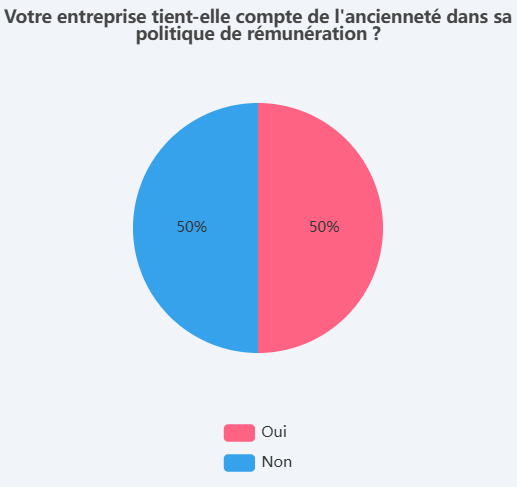 Votre entreprise tient-elle compte de l'ancienneté dans sa
politique de rémunération ?
50%
50%
Oui
Non